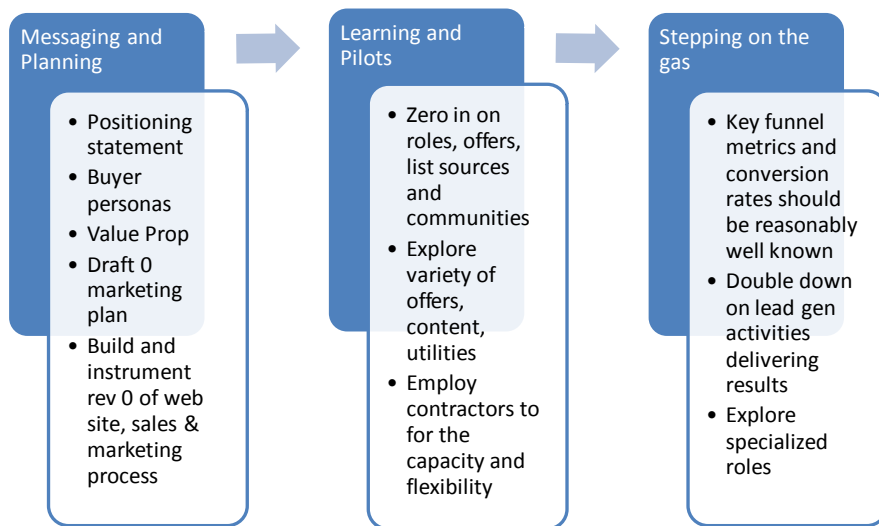 Messaging and
Planning
• Positioning
statement
• Buyer
personas
• Value Prop
• Draft 0
marketing
plan
• Build and
instrument
rev 0 of web
site, sales &
marketing
process
Learning and
Pilots
• Zero in on
roles, offers,
list sources
and
communities
• Explore
variety of
offers,
content,
utilities
• Employ
contractors to
for the
capacity and
flexibility
Stepping on the
gas
• Key funnel
metrics and
conversion
rates should
be reasonably
well known
• Double down
on lead gen
activities
delivering
results
• Explore
specialized
roles